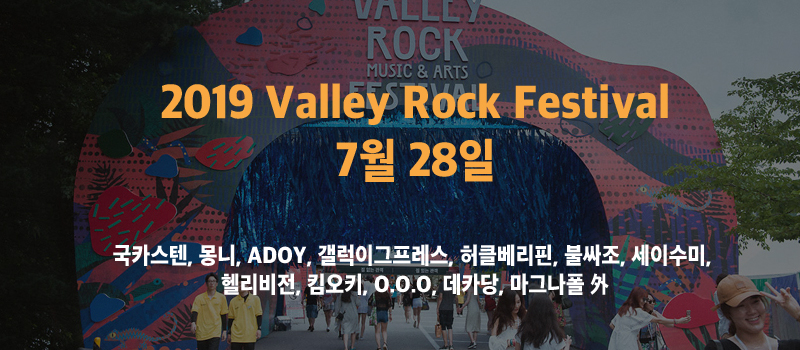 VALLEY
ROCK
MUSIC & ARTS
FESTIVAL
2019 Valley Rock Festival
7월 28일
국카스텐, 몽니, ADOY, 갤럭이그프레스, 허클베리핀, 불싸조, 세이수미,
헬리비전, 킴오키, O.O.O, 데카당, 마그나폴 外